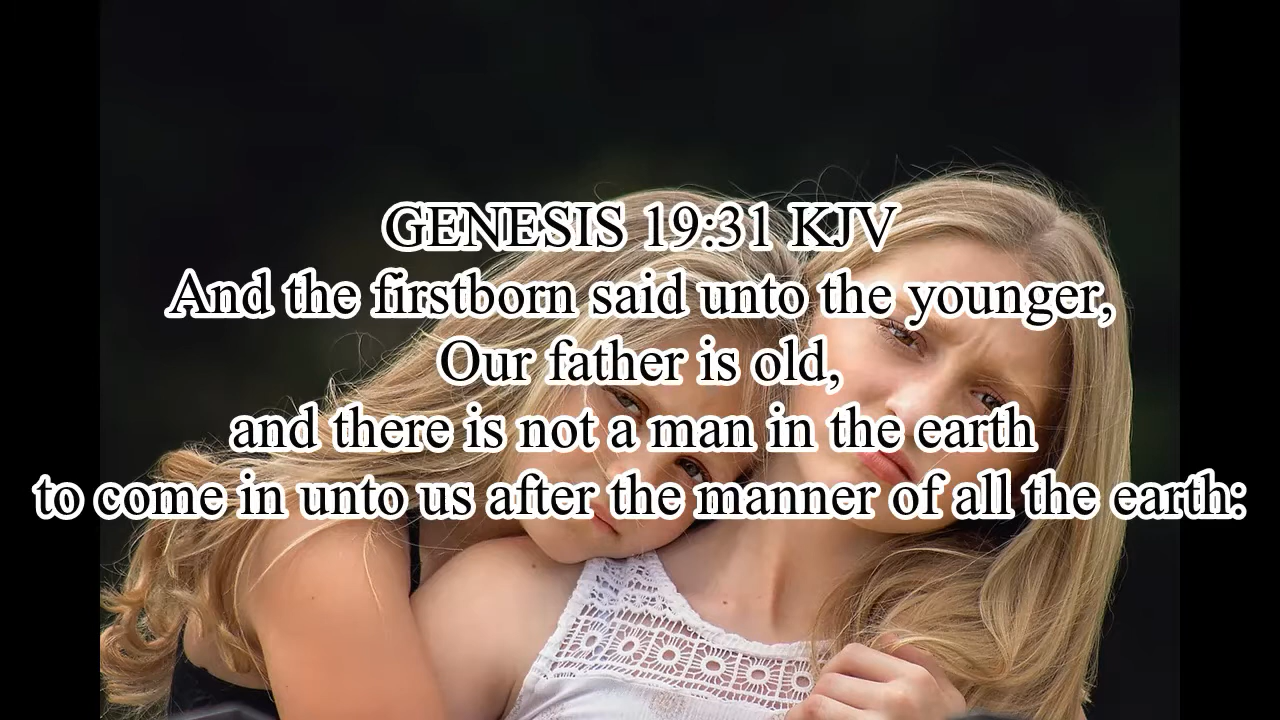 GENESIS 19:31 KJV
And the firstborn said unto the younger,
Our father is old,
and there is not a man in the earth
to come in unto us after the manner of all the earth: